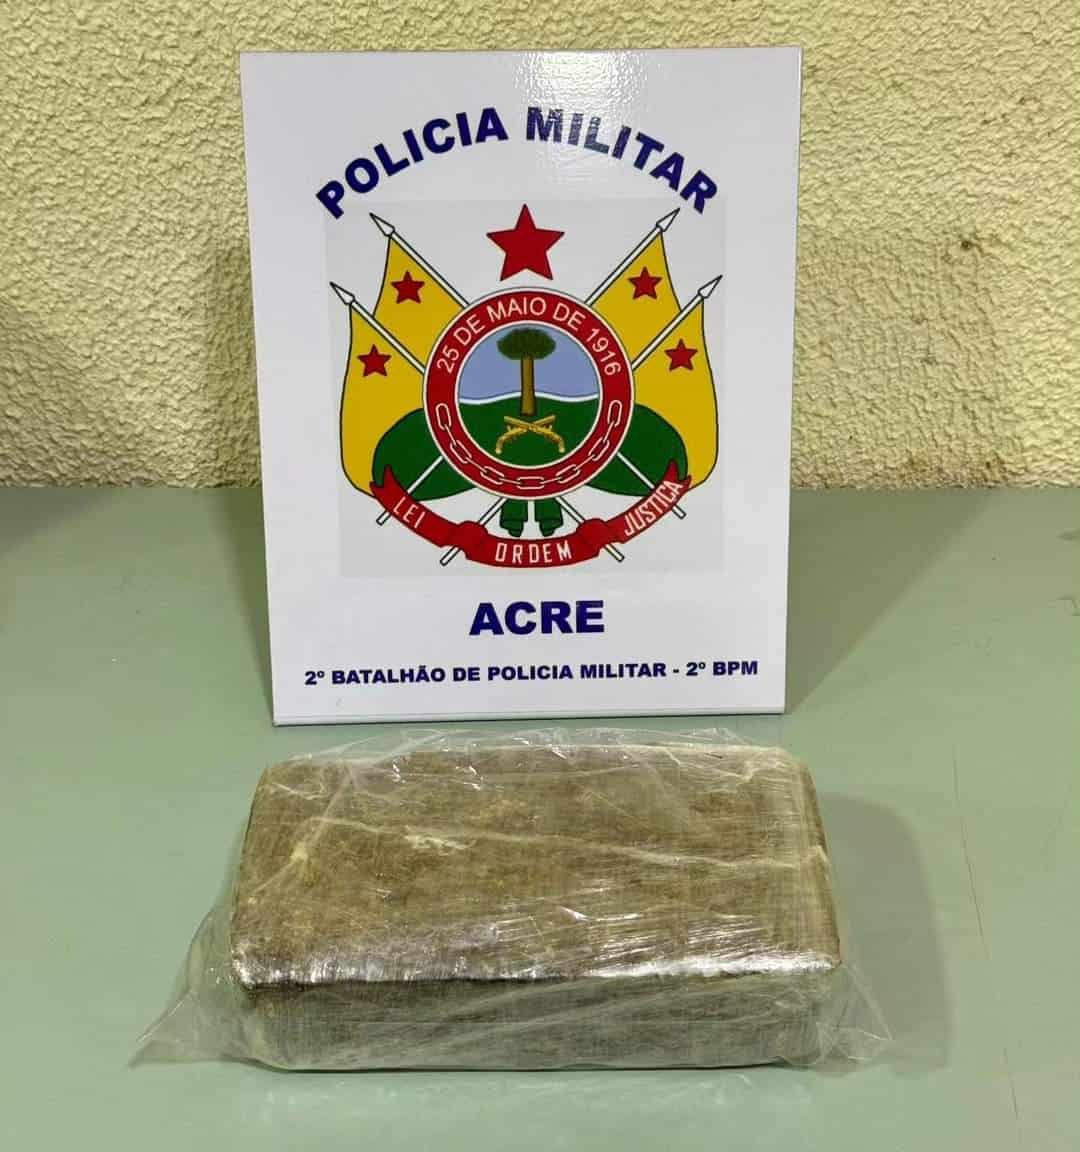 POLICIA MILITAR
25 DE MAIO DE 1916
LEI
ORDEM
JUSTIÇA
ACRE
2º BATALHÃO DE POLICIA MILITAR - 2º BPM